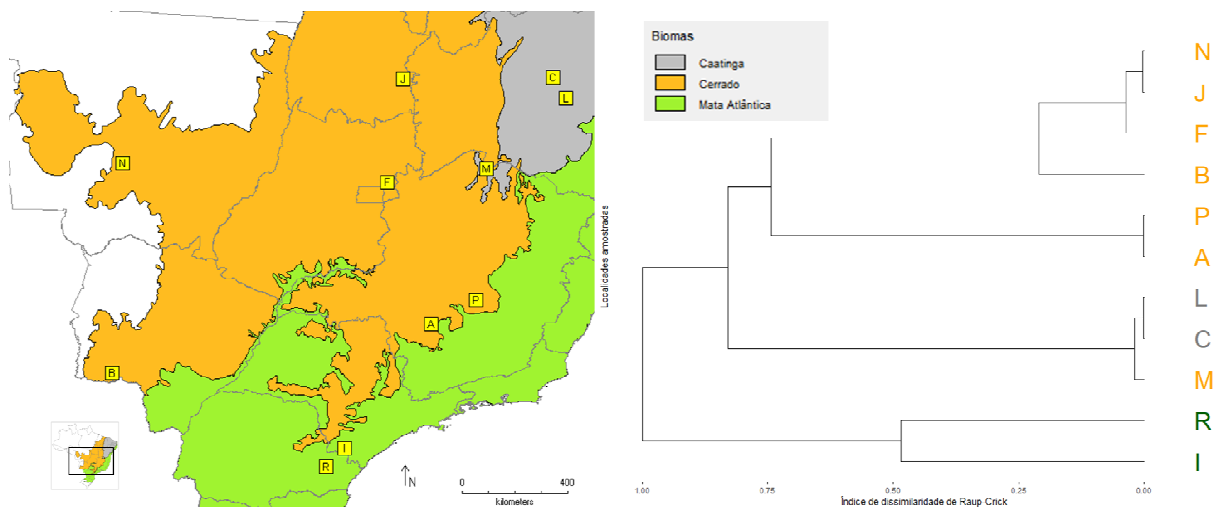 J
C
L
N
F
M
P
A
B
I
R
N
0
400
kilometers
Localidades amostradas
Biomas
Caatinga
Cerrado
Mata Atlântica
N
J
F
B
P
A
L
C
M
R
I
1.00
0.75
0.50
0.25
0.00
Índice de dissimilaridade de Raup-Crick